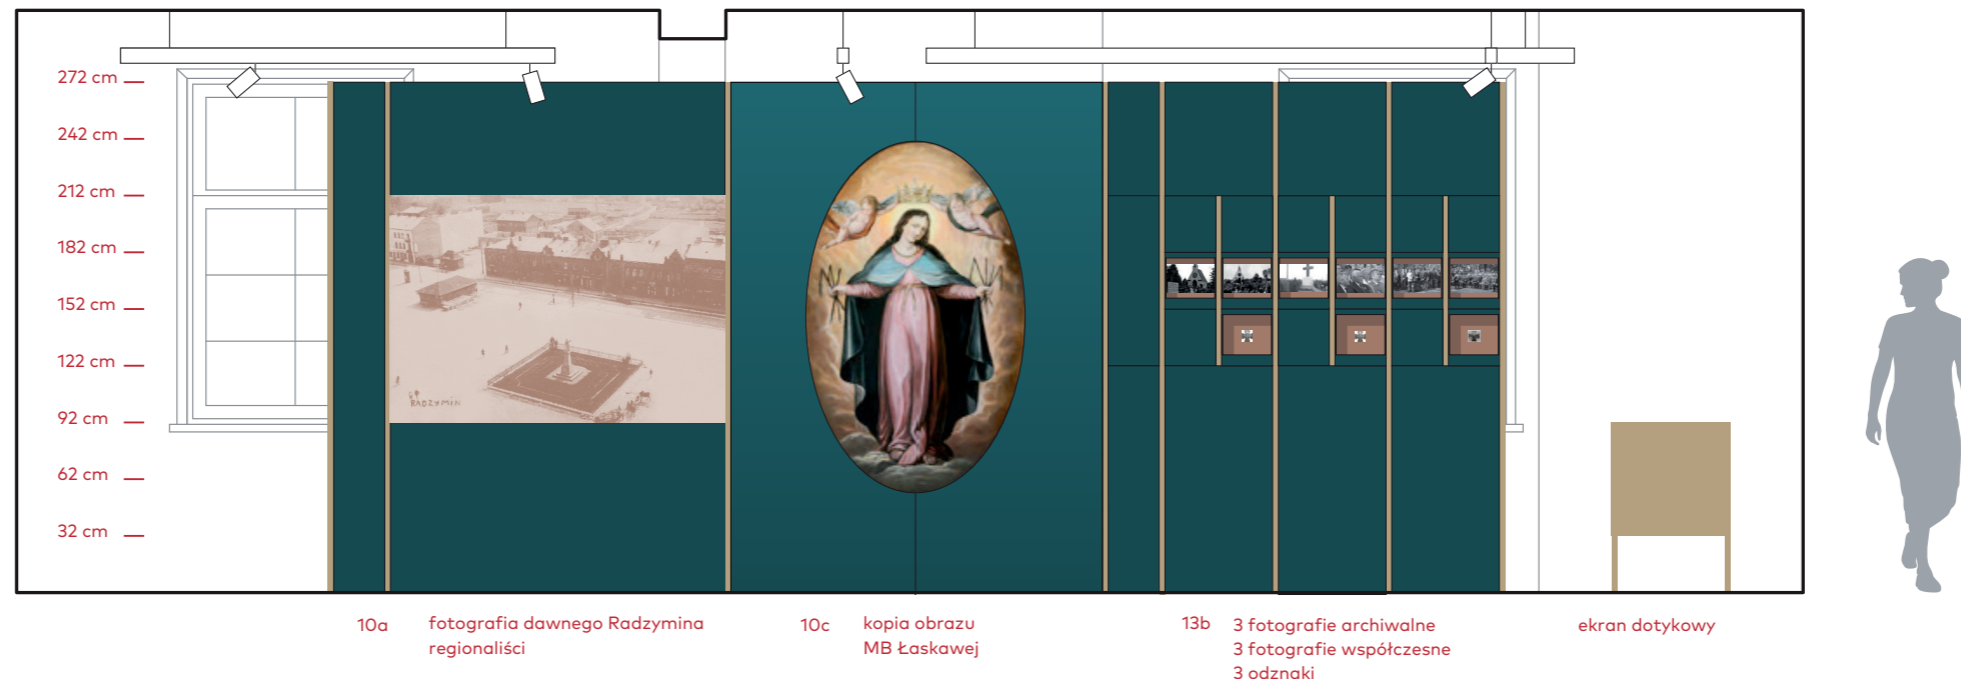 272 cm
242 cm
212 cm
182 cm
152 cm
122 cm
92 cm
62 cm
32 cm
RADZYMIN
10a
fotografia dawnego Radzymina
regionaliści
10c
kopia obrazu
MB Łaskawej
13b
3 fotografie archiwalne
3 fotografie współczesne
3 odznaki
ekran dotykowy